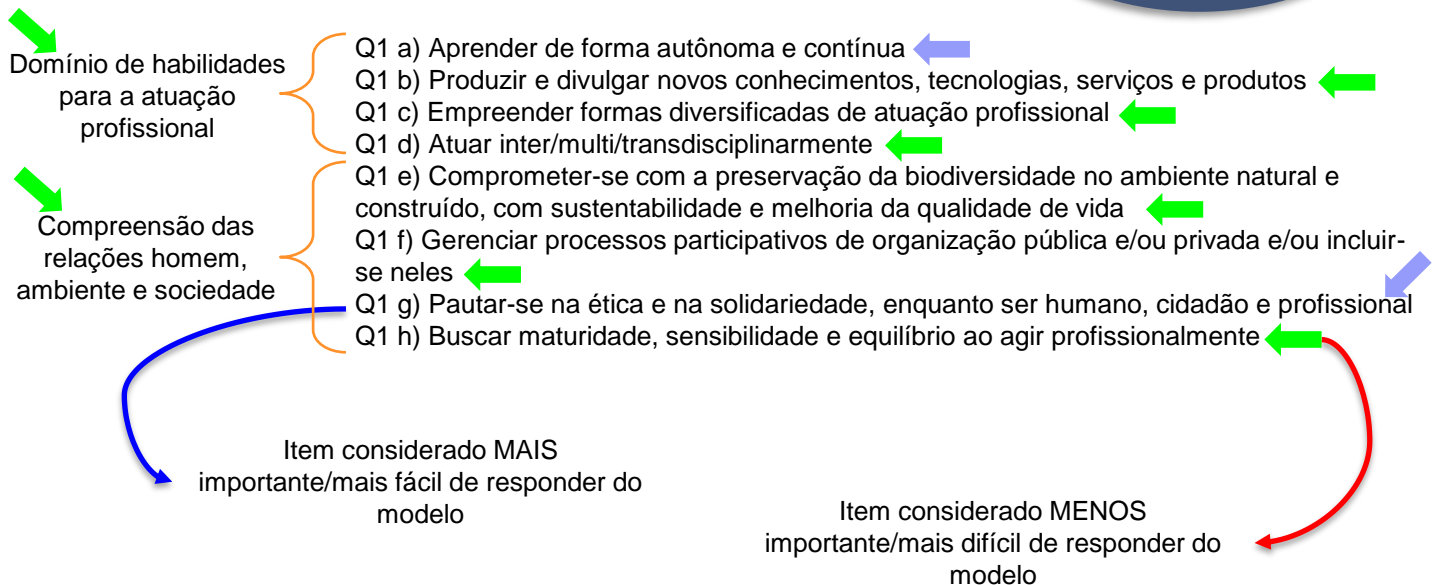 Domínio de habilidades
para a atuação
profissional
Q1 a) Aprender de forma autônoma e contínua
Q1 b) Produzir e divulgar novos conhecimentos, tecnologias, serviços e produtos
Q1 c) Empreender formas diversificadas de atuação profissional
Q1 d) Atuar inter/multi/transdisciplinarmente
Compreensão das
relações homem,
ambiente e sociedade
Q1 e) Comprometer-se com a preservação da biodiversidade no ambiente natural e
construído, com sustentabilidade e melhoria da qualidade de vida
Q1 f) Gerenciar processos participativos de organização pública e/ou privada e/ou incluir-
se neles
Q1 g) Pautar-se na ética e na solidariedade, enquanto ser humano, cidadão e profissional
Q1 h) Buscar maturidade, sensibilidade e equilíbrio ao agir profissionalmente
Item considerado MAIS
importante/mais fácil de responder do
modelo
Item considerado MENOS
importante/mais difícil de responder do
modelo